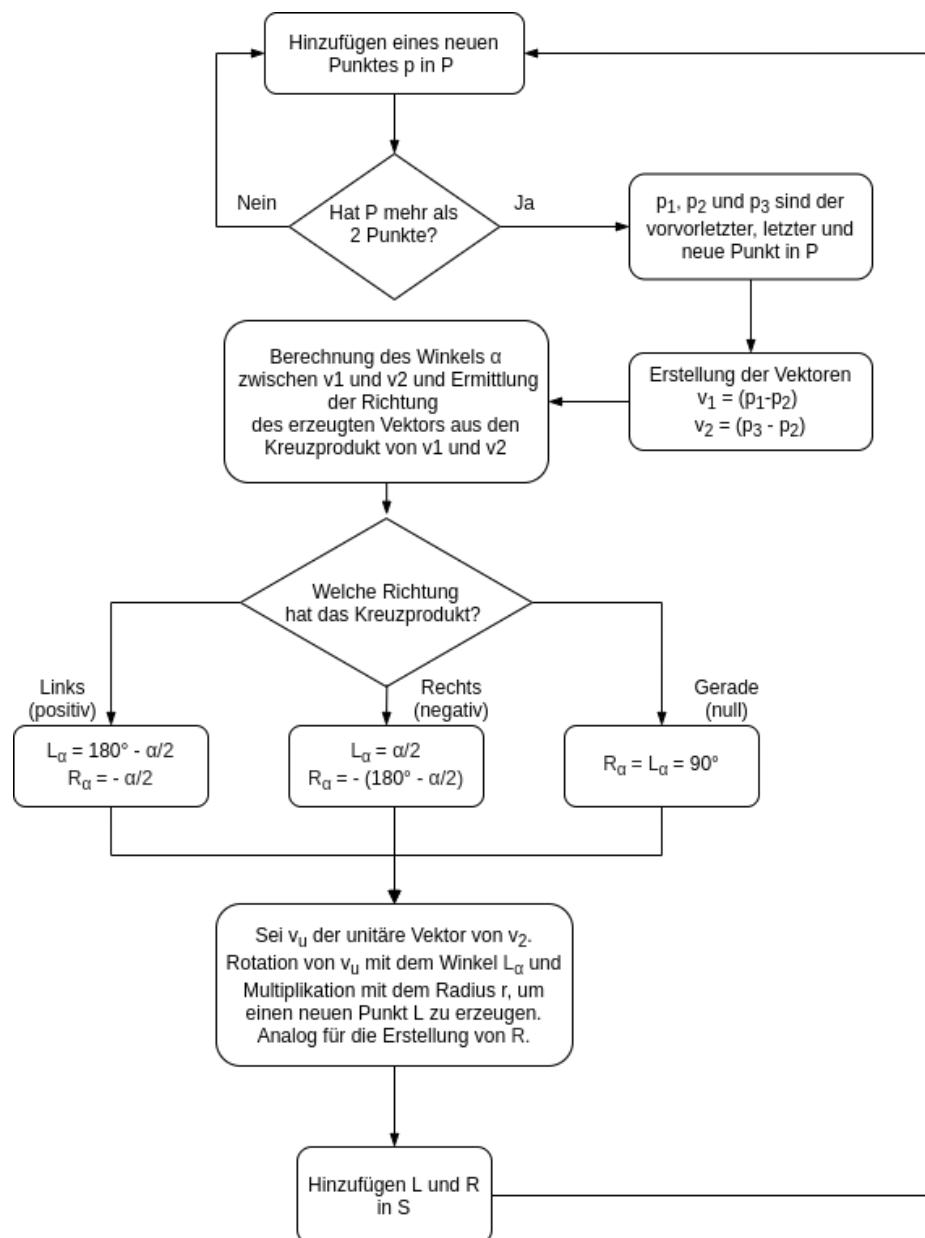 Hinzufügen eines neuen
Punktes p in P
Nein
Hat P mehr als
2 Punkte?
Ja
p₁, p₂ und p₃ sind der
vorvorletzter, letzter und
neue Punkt in P
Berechnung des Winkels α
zwischen v1 und v2 und Ermittlung
der Richtung
des erzeugten Vektors aus den
Kreuzprodukt von v1 und v2
Erstellung der Vektoren
v₁ = (p₁-p₂)
v₂ = (p₃ - p₂)
Welche Richtung
hat das Kreuzprodukt?
Links
(positiv)
Rechts
(negativ)
Gerade
(null)
Lα = 180° - α/2
Rα = - α/2
Lα = α/2
Rα = - (180° - α/2)
Rα = Lα = 90°
Sei vᵤ der unitäre Vektor von v₂.
Rotation von vᵤ mit dem Winkel Lα und
Multiplikation mit dem Radius r, um
einen neuen Punkt L zu erzeugen.
Analog für die Erstellung von R.
Hinzufügen L und R
in S